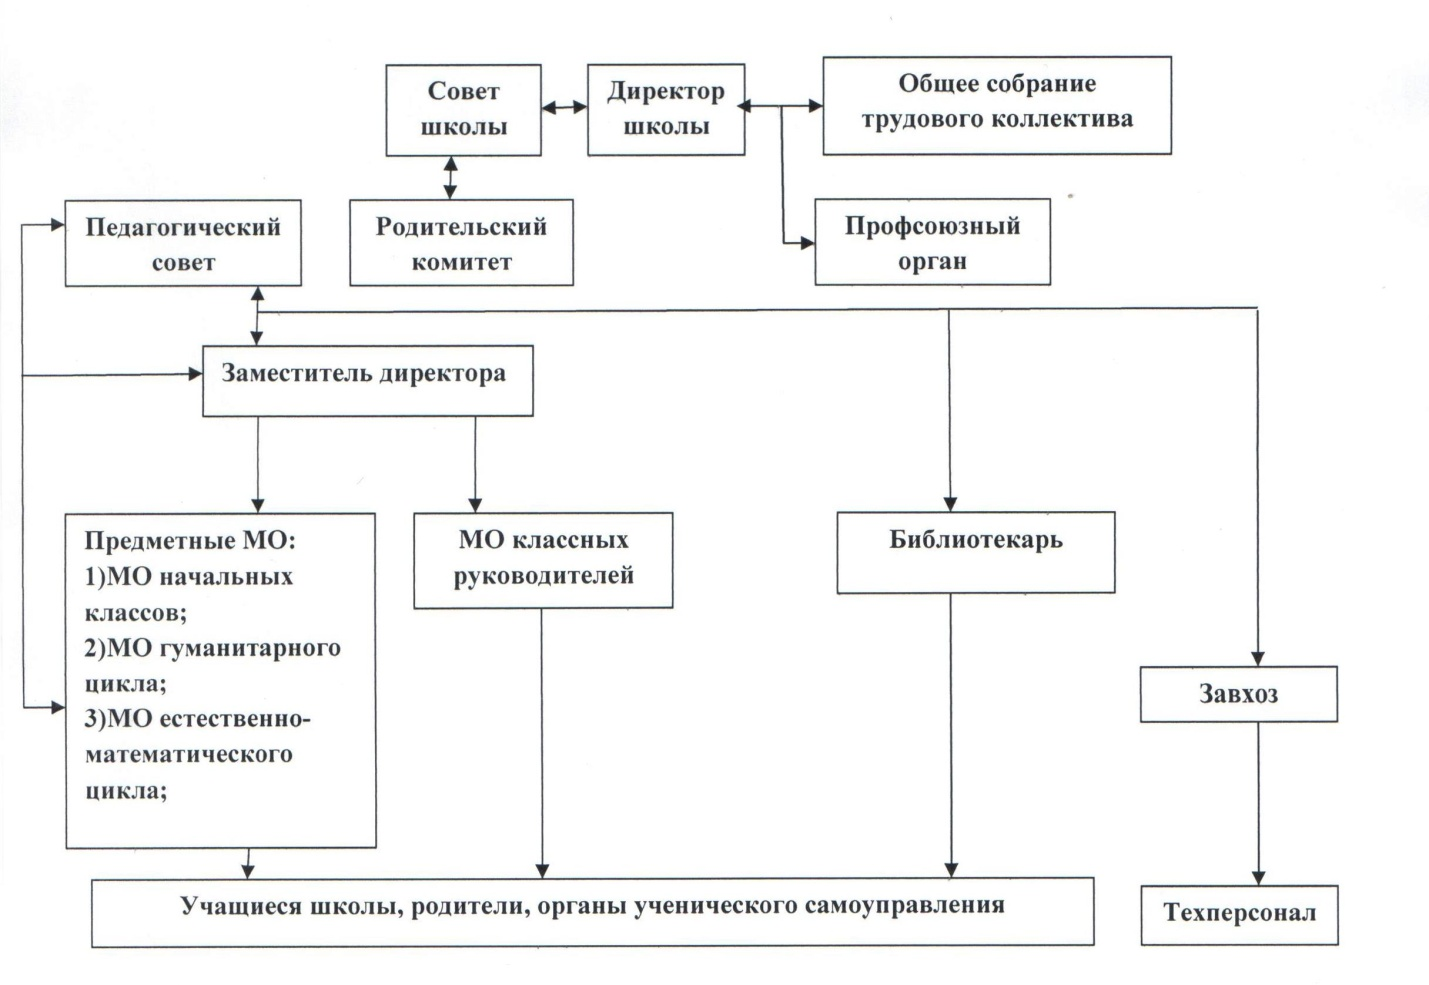 Совет
школы
Директор
школы
Общее собрание
трудового коллектива
Педагогический
совет
Родительский
комитет
Профсоюзный
орган
Заместитель директора
Предметные МО:
1)МО начальных
классов;
2)МО гуманитарного
цикла;
3)МО естественно-
математического
цикла;
МО классных
руководителей
Библиотекарь
Завхоз
Учащиеся школы, родители, органы ученического самоуправления
Техперсонал